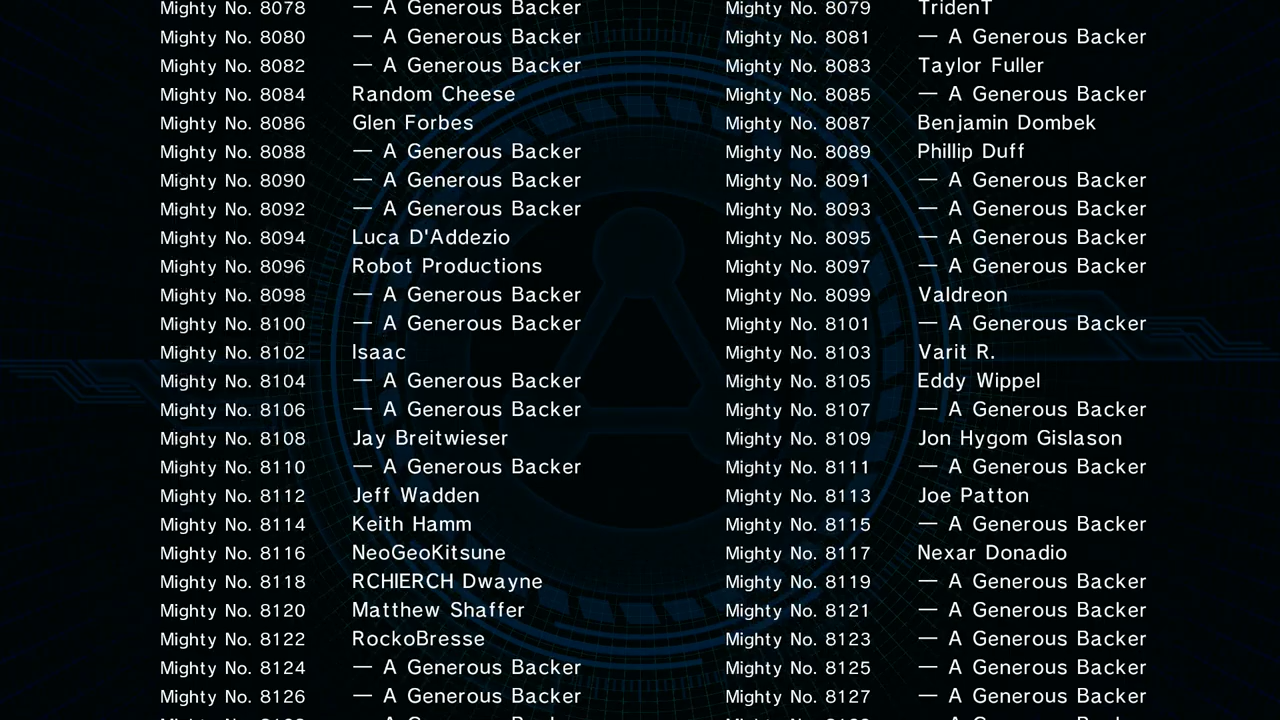 Mighty No. 8078 — A Generous Backer Mighty No. 8079 TridenT
Mighty No. 8080 — A Generous Backer Mighty No. 8081 — A Generous Backer
Mighty No. 8082 — A Generous Backer Mighty No. 8083 Taylor Fuller
Mighty No. 8084 Random Cheese Mighty No. 8085 — A Generous Backer
Mighty No. 8086 Glen Forbes Mighty No. 8087 Benjamin Dombek
Mighty No. 8088 — A Generous Backer Mighty No. 8089 Phillip Duff
Mighty No. 8090 — A Generous Backer Mighty No. 8091 — A Generous Backer
Mighty No. 8092 — A Generous Backer Mighty No. 8093 — A Generous Backer
Mighty No. 8094 Luca D'Addezio Mighty No. 8095 — A Generous Backer
Mighty No. 8096 Robot Productions Mighty No. 8097 — A Generous Backer
Mighty No. 8098 — A Generous Backer Mighty No. 8099 Valdreon
Mighty No. 8100 — A Generous Backer Mighty No. 8101 — A Generous Backer
Mighty No. 8102 Isaac Mighty No. 8103 Varit R.
Mighty No. 8104 — A Generous Backer Mighty No. 8105 Eddy Wippel
Mighty No. 8106 — A Generous Backer Mighty No. 8107 — A Generous Backer
Mighty No. 8108 Jay Breitwieser Mighty No. 8109 Jon Hygom Gislason
Mighty No. 8110 — A Generous Backer Mighty No. 8111 — A Generous Backer
Mighty No. 8112 Jeff Wadden Mighty No. 8113 Joe Patton
Mighty No. 8114 Keith Hamm Mighty No. 8115 — A Generous Backer
Mighty No. 8116 NeoGeoKitsune Mighty No. 8117 Nexar Donadio
Mighty No. 8118 RCHIERCH Dwayne Mighty No. 8119 — A Generous Backer
Mighty No. 8120 Matthew Shaffer Mighty No. 8121 — A Generous Backer
Mighty No. 8122 RockoBresse Mighty No. 8123 — A Generous Backer
Mighty No. 8124 — A Generous Backer Mighty No. 8125 — A Generous Backer
Mighty No. 8126 — A Generous Backer Mighty No. 8127 — A Generous Backer